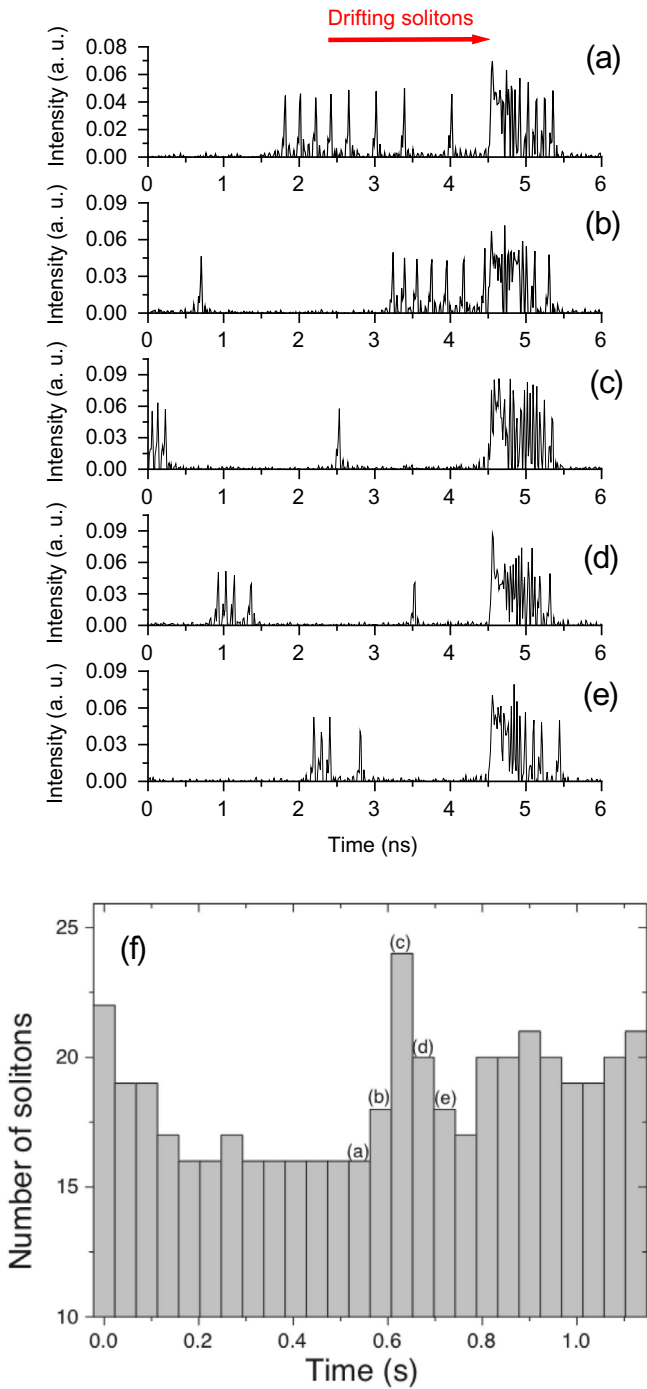 Drifting solitons
(a)
Intensity (a. u.)
0.08
0.06
0.04
0.02
0.00
0 1 2 3 4 5 6
(b)
Intensity (a. u.)
0.09
0.06
0.03
0.00
0 1 2 3 4 5 6
(c)
Intensity (a. u.)
0.09
0.06
0.03
0.00
0 1 2 3 4 5 6
(d)
Intensity (a. u.)
0.09
0.06
0.03
0.00
0 1 2 3 4 5 6
(e)
Intensity (a. u.)
0.09
0.06
0.03
0.00
0 1 2 3 4 5 6
Time (ns)
(f)
Number of solitons
25
20
15
10
(a) (b) (c) (d) (e)
0.0 0.2 0.4 0.6 0.8 1.0
Time (s)